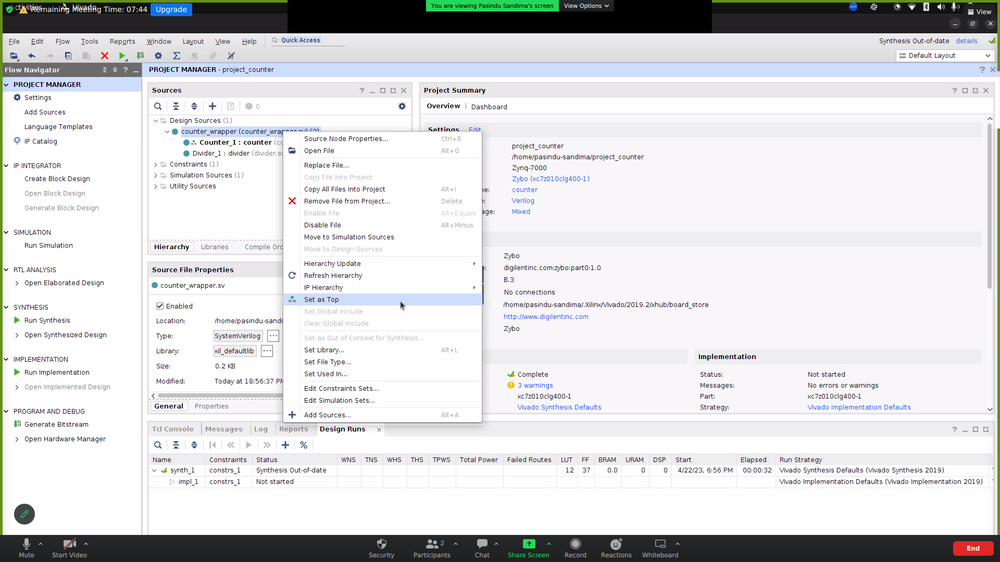 Remaining Meeting Time: 07:44
Upgrade
You are viewing Pasindu Sandima's screen
View Options
View
File Edit Flow Tools Reports Window Layout View Help
Quick Access
Synthesis Out-of-date details
Default Layout
Flow Navigator
PROJECT MANAGER - project_counter
PROJECT MANAGER
Settings
Add Sources
Language Templates
IP Catalog
IP INTEGRATOR
Create Block Design
Open Block Design
Generate Block Design
SIMULATION
Run Simulation
RTL ANALYSIS
Open Elaborated Design
SYNTHESIS
Run Synthesis
Open Synthesized Design
IMPLEMENTATION
Run Implementation
Open Implemented Design
PROGRAM AND DEBUG
Generate Bitstream
Open Hardware Manager
Sources
0
Design Sources (1)
counter_wrapper (counter_wrapper.sv) (2)
Counter_1 : counter (co
Divider_1 : divider (divider.sv
Constraints (1)
Simulation Sources (1)
Utility Sources
Hierarchy Libraries Compile Ord
Source File Properties
counter_wrapper.sv
Enabled
Location: /home/pasindu-sandi
Type: SystemVerilog
Library: xil_defaultlib
Size: 0.2 KB
Modified: Today at 18:56:37 PM
General Properties
Source Node Properties... Ctrl+E
Open File Alt+O
Replace File...
Copy File Into Project
Copy All Files Into Project Alt+I
Remove File from Project... Delete
Enable File Alt+Equals
Disable File Alt+Minus
Move to Simulation Sources
Move to Design Sources
Hierarchy Update
Refresh Hierarchy
IP Hierarchy
Set as Top
Set Global Include
Clear Global Include
Set as Out-of-Context for Synthesis...
Set Library... Alt+L
Set File Type...
Set Used In...
Edit Constraints Sets...
Edit Simulation Sets...
Add Sources... Alt+A
Project Summary
Overview Dashboard
Settings Edit
project_counter
/home/pasindu-sandima/project_counter
Zynq-7000
Zybo (xc7z010clg400-1)
ne: counter
e: Verilog
age: Mixed
Zybo
e: digilentinc.com:zybo:part0:1.0
B.3
No connections
/home/pasindu-sandima/.Xilinx/Vivado/2019.2/xhub/board_store
http://www.digilentinc.com
Zybo
Complete
3 warnings
xc7z010clg400-1
Vivado Synthesis Defaults
Implementation
Status: Not started
Messages: No errors or warnings
Part: xc7z010clg400-1
Strategy: Vivado Implementation Defaults
Tcl Console Messages Log Reports Design Runs
Name Constraints Status WNS TNS WHS THS TPWS Total Power Failed Routes LUT FF BRAM URAM DSP Start Elapsed Run Strategy
synth_1 constrs_1 Synthesis Out-of-date 12 37 0.0 0 0 4/22/23, 6:56 PM 00:00:32 Vivado Synthesis Defaults (Vivado Synthesis 2019)
impl_1 constrs_1 Not started Vivado Implementation Defaults (Vivado Implementation 2019)
Mute
Start Video
Security
2
Participants
Chat
Share Screen
Record
Reactions
Whiteboard
End